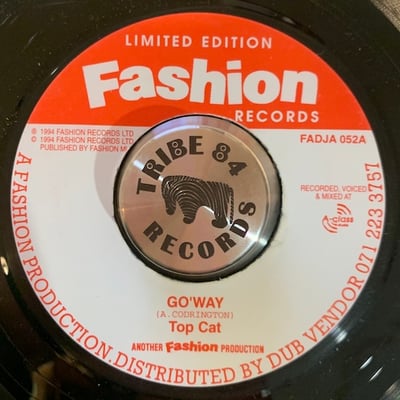 LIMITED EDITION
Fashion
RECORDS
℗ 1994 FASHION RECORDS LTD
© 1994 FASHION RECORDS LTD
PUBLISHED BY FASHION
FADJA 052A
TRIBE 84
RECORDS
RECORDED, VOICED
& MIXED AT
A-Class
GO'WAY
(A. CODRINGTON)
Top Cat
ANOTHER Fashion PRODUCTION
A FASHION PRODUCTION. DISTRIBUTED BY DUB VENDOR 071 223 3757